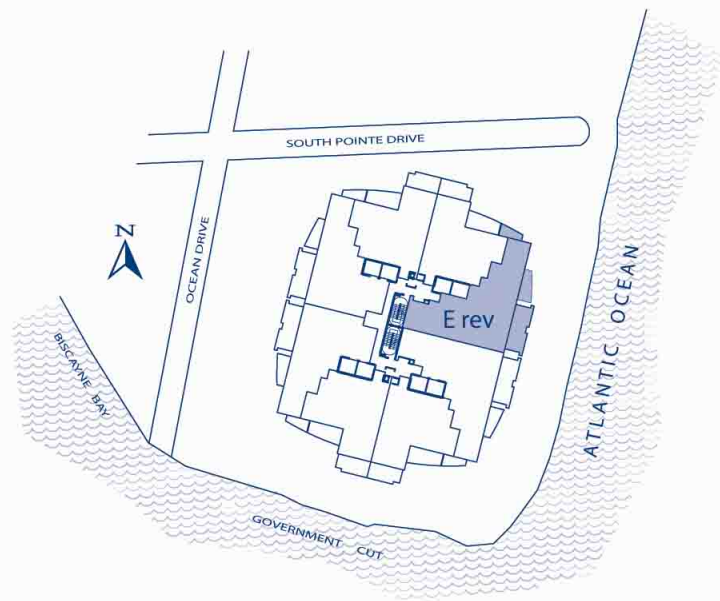 SOUTH POINTE DRIVE
N
OCEAN DRIVE
E rev
ATLANTIC OCEAN
BISCAYNE BAY
GOVERNMENT CUT